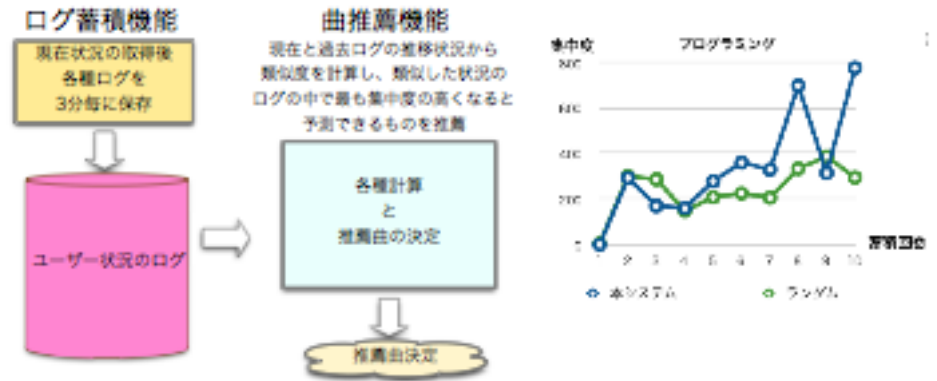 ログ蓄積機能
現在状況の取得後
各種ログを
3分毎に保存
ユーザー状況のログ
曲推薦機能
現在と過去ログの推移状況から
類似度を計算し、類似した状況の
ログの中で最も集中度の高くなると
予測できるものを推薦
各種計算
と
推薦曲の決定
推薦曲決定
集中度
プログラミング
800
600
400
200
0
1 2 3 4 5 6 7 8 9 10
蓄積回数
本システム
ランダム